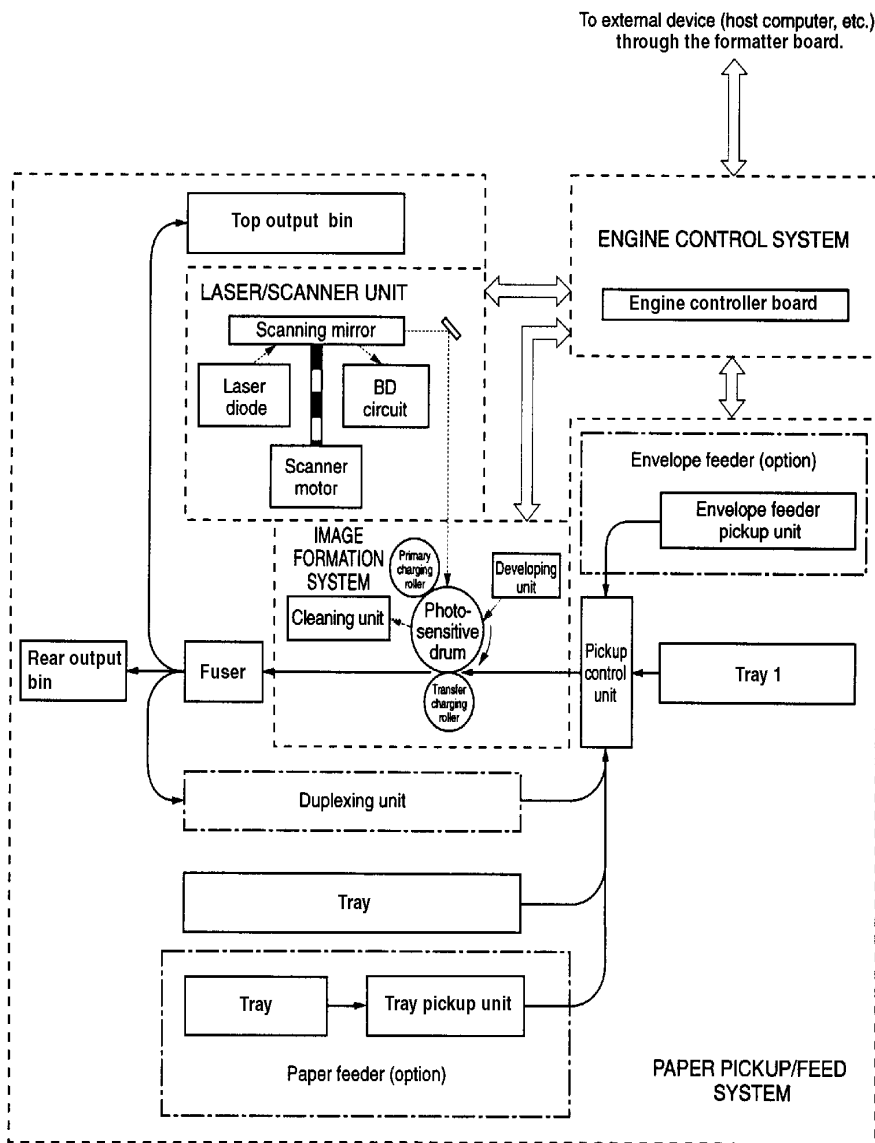 To external device (host computer, etc.)
through the formatter board.
Top output bin
ENGINE CONTROL SYSTEM
Engine controller board
LASER/SCANNER UNIT
Scanning mirror
Laser
diode
BD
circuit
Scanner
motor
Envelope feeder (option)
Envelope feeder
pickup unit
IMAGE
FORMATION
SYSTEM
Primary
charging
roller
Developing
unit
Cleaning unit
Photo-
sensitive
drum
Transfer
charging
roller
Pickup
control
unit
Tray 1
Rear output
bin
Fuser
Duplexing unit
Tray
Tray
Tray pickup unit
Paper feeder (option)
PAPER PICKUP/FEED
SYSTEM